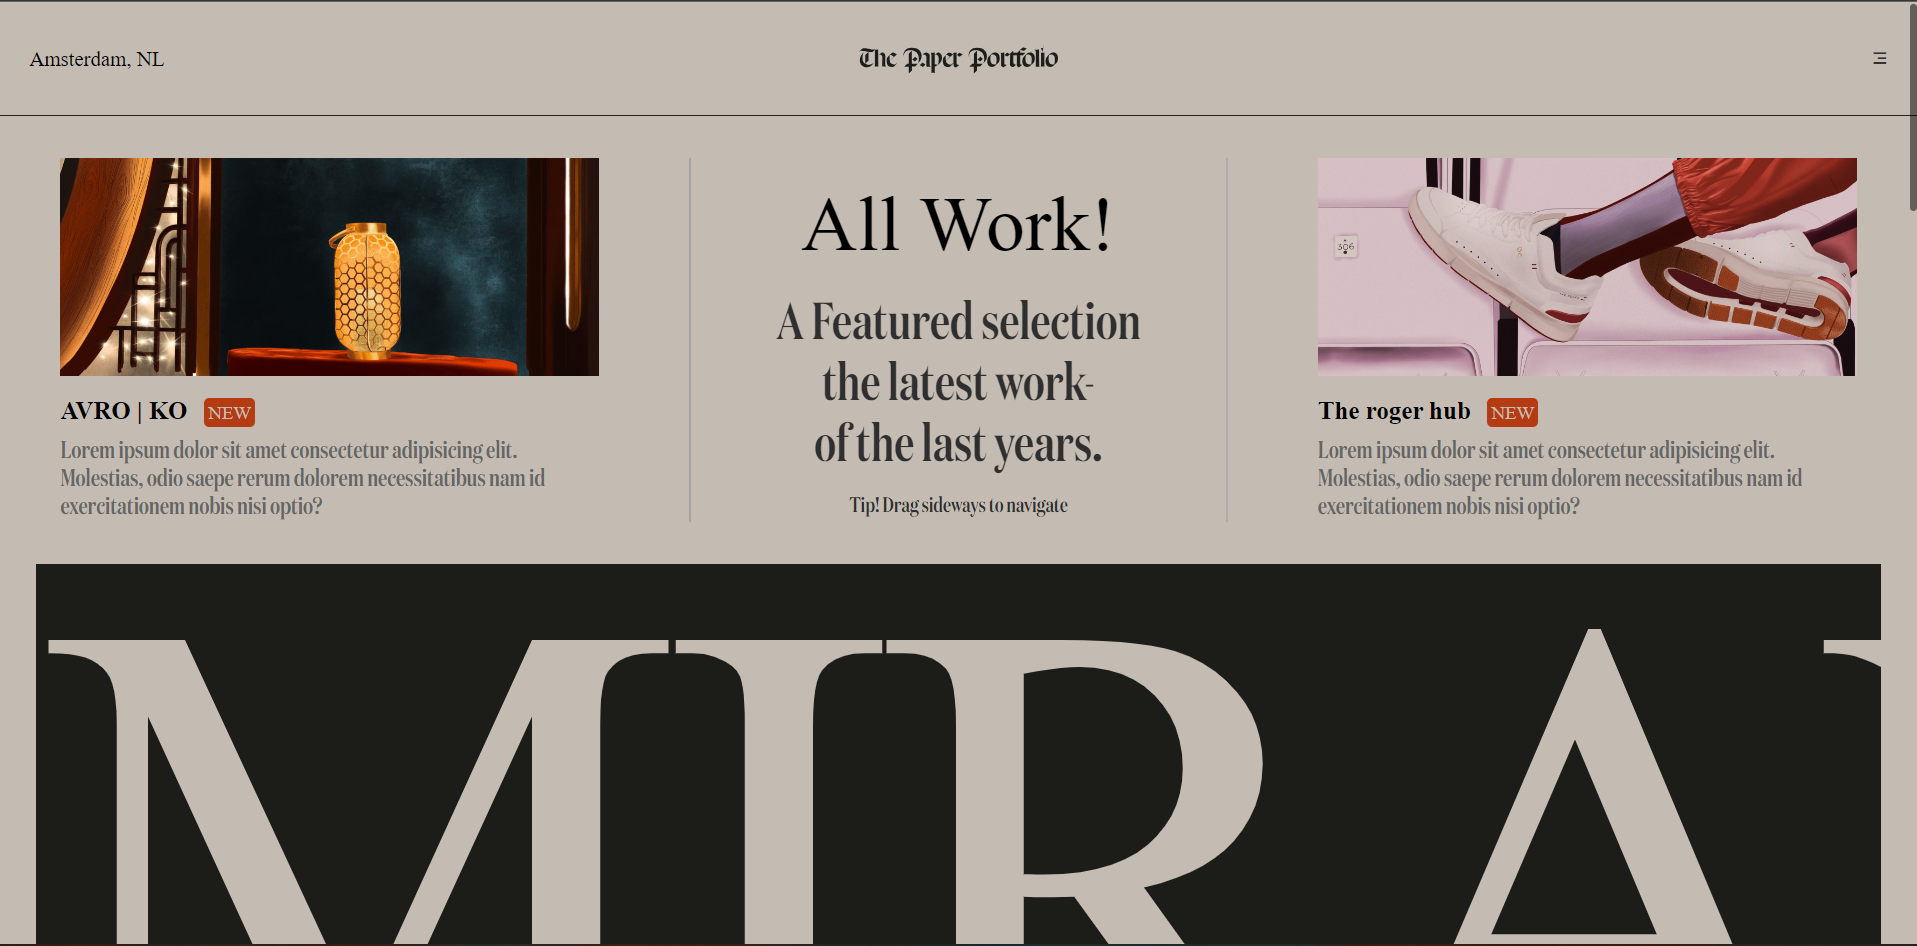 Amsterdam, NL
The Paper Portfolio
AVRO | KO NEW
Lorem ipsum dolor sit amet consectetur adipisicing elit.
Molestias, odio saepe rerum dolorem necessitatibus nam id
exercitationem nobis nisi optio?
All Work!
A Featured selection
the latest work-
of the last years.
Tip! Drag sideways to navigate
306
The roger hub NEW
Lorem ipsum dolor sit amet consectetur adipisicing elit.
Molestias, odio saepe rerum dolorem necessitatibus nam id
exercitationem nobis nisi optio?
MIRA